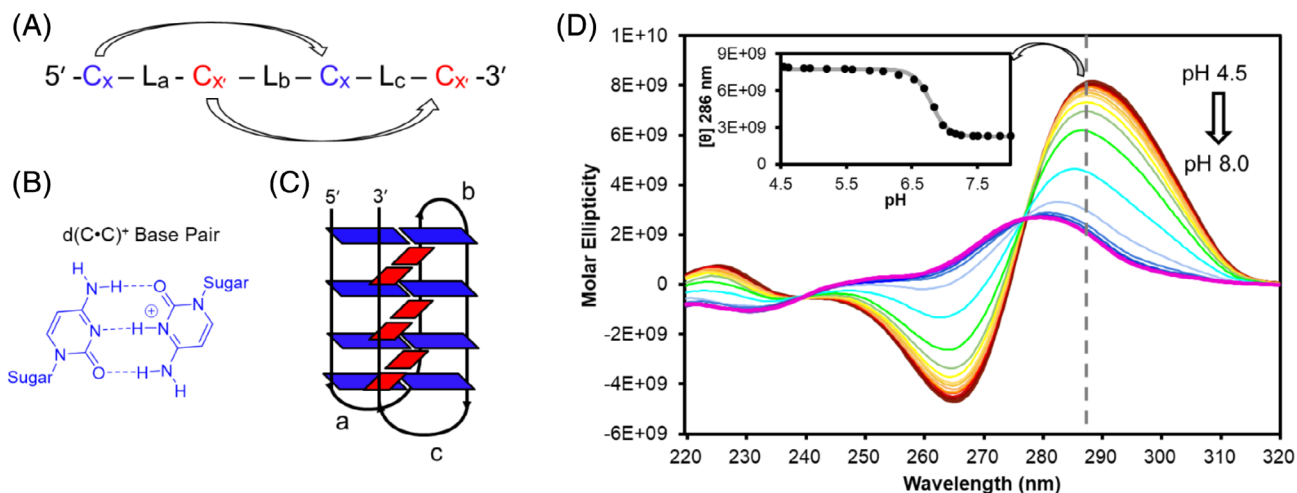 (A)
5′ -Cx – La – Cx′ – Lb – Cx – Lc – Cx′ -3′
(B)
d(C•C)+ Base Pair
H
N
H
O
N
Sugar
N
N
H
N
+
Sugar
O
H
N
H
(C)
5′ 3′ b
a
c
(D)
Molar Ellipticity
1E+10
8E+09
6E+09
4E+09
2E+09
0
-2E+09
-4E+09
-6E+09
220 230 240 250 260 270 280 290 300 310 320
Wavelength (nm)
[θ] 286 nm
9E+09
6E+09
3E+09
0
4.5 5.5 6.5 7.5
pH
pH 4.5
pH 8.0